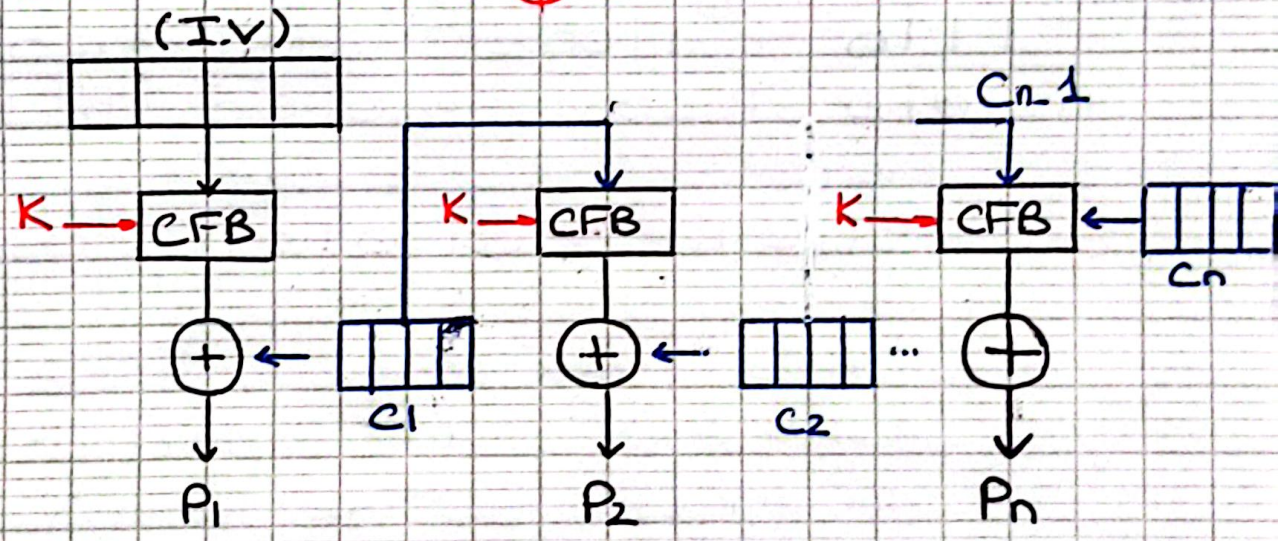 (I.V)
Cn-1
K CFB K CFB K CFB
Cn
+ + ... +
C1 C2
P1 P2 Pn